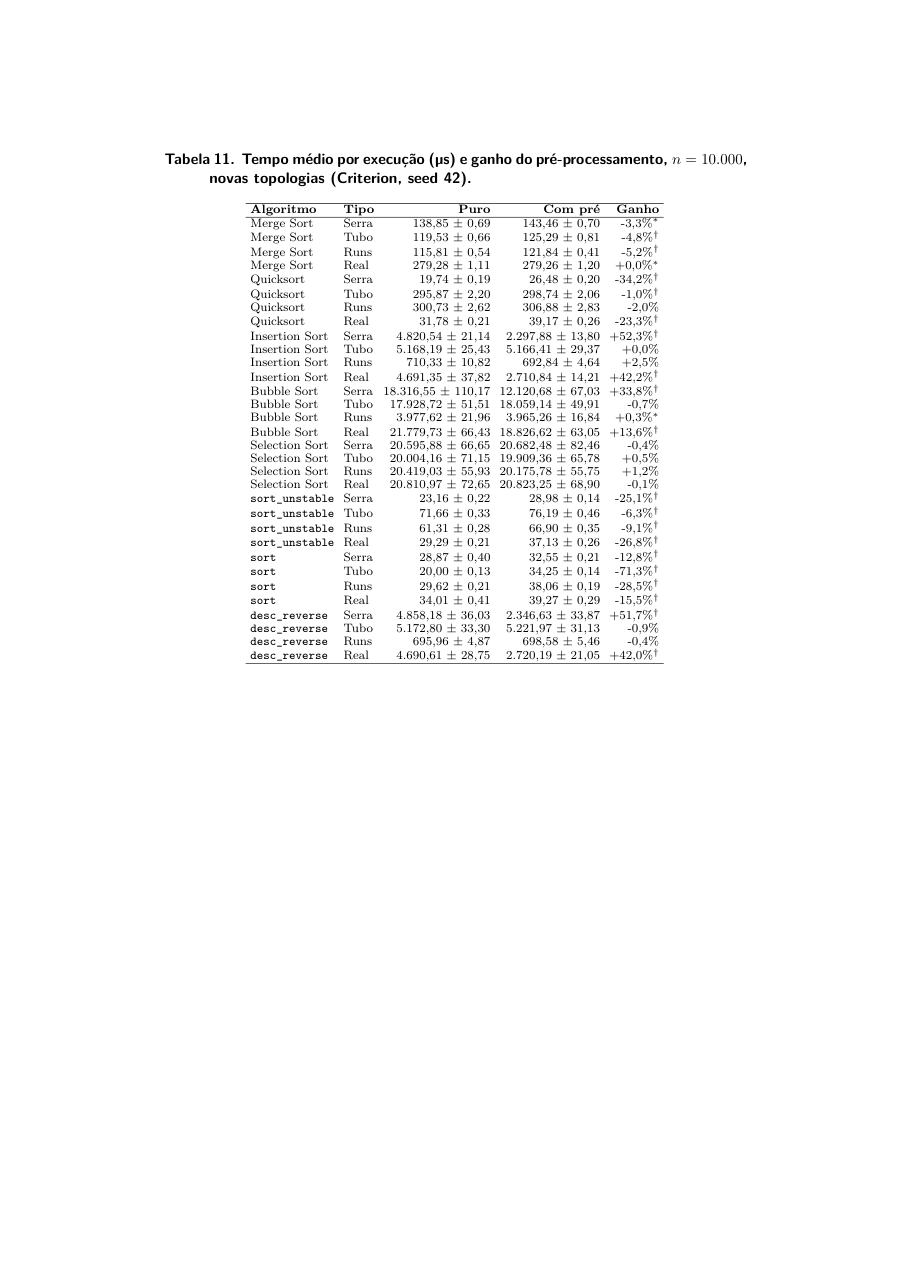 Tabela 11. Tempo médio por execução (µs) e ganho do pré-processamento, n = 10.000,
novas topologias (Criterion, seed 42).
Algoritmo Tipo Puro Com pré Ganho
Merge Sort Serra 138,85 ± 0,69 143,46 ± 0,70 -3,3%*
Merge Sort Tubo 119,53 ± 0,66 125,29 ± 0,81 -4,8%†
Merge Sort Runs 115,81 ± 0,54 121,84 ± 0,41 -5,2%†
Merge Sort Real 279,28 ± 1,11 279,26 ± 1,20 +0,0%*
Quicksort Serra 19,74 ± 0,19 26,48 ± 0,20 -34,2%†
Quicksort Tubo 295,87 ± 2,20 298,74 ± 2,06 -1,0%†
Quicksort Runs 300,73 ± 2,62 306,88 ± 2,83 -2,0%
Quicksort Real 31,78 ± 0,21 39,17 ± 0,26 -23,3%†
Insertion Sort Serra 4.820,54 ± 21,14 2.297,88 ± 13,80 +52,3%†
Insertion Sort Tubo 5.168,19 ± 25,43 5.166,41 ± 29,37 +0,0%
Insertion Sort Runs 710,33 ± 10,82 692,84 ± 4,64 +2,5%
Insertion Sort Real 4.691,35 ± 37,82 2.710,84 ± 14,21 +42,2%†
Bubble Sort Serra 18.316,55 ± 110,17 12.120,68 ± 67,03 +33,8%†
Bubble Sort Tubo 17.928,72 ± 51,51 18.059,14 ± 49,91 -0,7%
Bubble Sort Runs 3.977,62 ± 21,96 3.965,26 ± 16,84 +0,3%*
Bubble Sort Real 21.779,73 ± 66,43 18.826,62 ± 63,05 +13,6%†
Selection Sort Serra 20.595,88 ± 66,65 20.682,48 ± 82,46 -0,4%
Selection Sort Tubo 20.004,16 ± 71,15 19.909,36 ± 65,78 +0,5%
Selection Sort Runs 20.419,03 ± 55,93 20.175,78 ± 55,75 +1,2%
Selection Sort Real 20.810,97 ± 72,65 20.823,25 ± 68,90 -0,1%
sort_unstable Serra 23,16 ± 0,22 28,98 ± 0,14 -25,1%†
sort_unstable Tubo 71,66 ± 0,33 76,19 ± 0,46 -6,3%†
sort_unstable Runs 61,31 ± 0,28 66,90 ± 0,35 -9,1%†
sort_unstable Real 29,29 ± 0,21 37,13 ± 0,26 -26,8%†
sort Serra 28,87 ± 0,40 32,55 ± 0,21 -12,8%†
sort Tubo 20,00 ± 0,13 34,25 ± 0,14 -71,3%†
sort Runs 29,62 ± 0,21 38,06 ± 0,19 -28,5%†
sort Real 34,01 ± 0,41 39,27 ± 0,29 -15,5%†
desc_reverse Serra 4.858,18 ± 36,03 2.346,63 ± 33,87 +51,7%†
desc_reverse Tubo 5.172,80 ± 33,30 5.221,97 ± 31,13 -0,9%
desc_reverse Runs 695,96 ± 4,87 698,58 ± 5,46 -0,4%
desc_reverse Real 4.690,61 ± 28,75 2.720,19 ± 21,05 +42,0%†